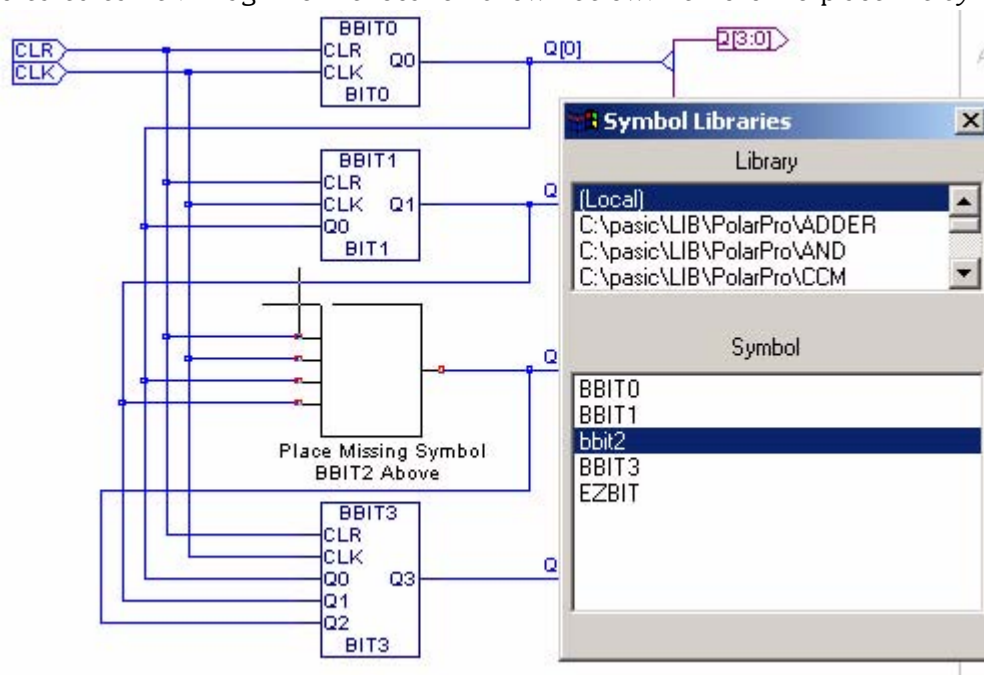 CLR
CLK
BBIT0
CLR
CLK
Q0
BIT0
Q[0]
Q[3:0]
BBIT1
CLR
CLK
Q1
Q0
BIT1
Q
Place Missing Symbol
BBIT2 Above
Q
BBIT3
CLR
CLK
Q0
Q3
Q1
Q2
BIT3
Q
Symbol Libraries
Library
(Local)
C:\pasic\LIB\PolarPro\ADDER
C:\pasic\LIB\PolarPro\AND
C:\pasic\LIB\PolarPro\CCM
Symbol
BBIT0
BBIT1
bbit2
BBIT3
EZBIT